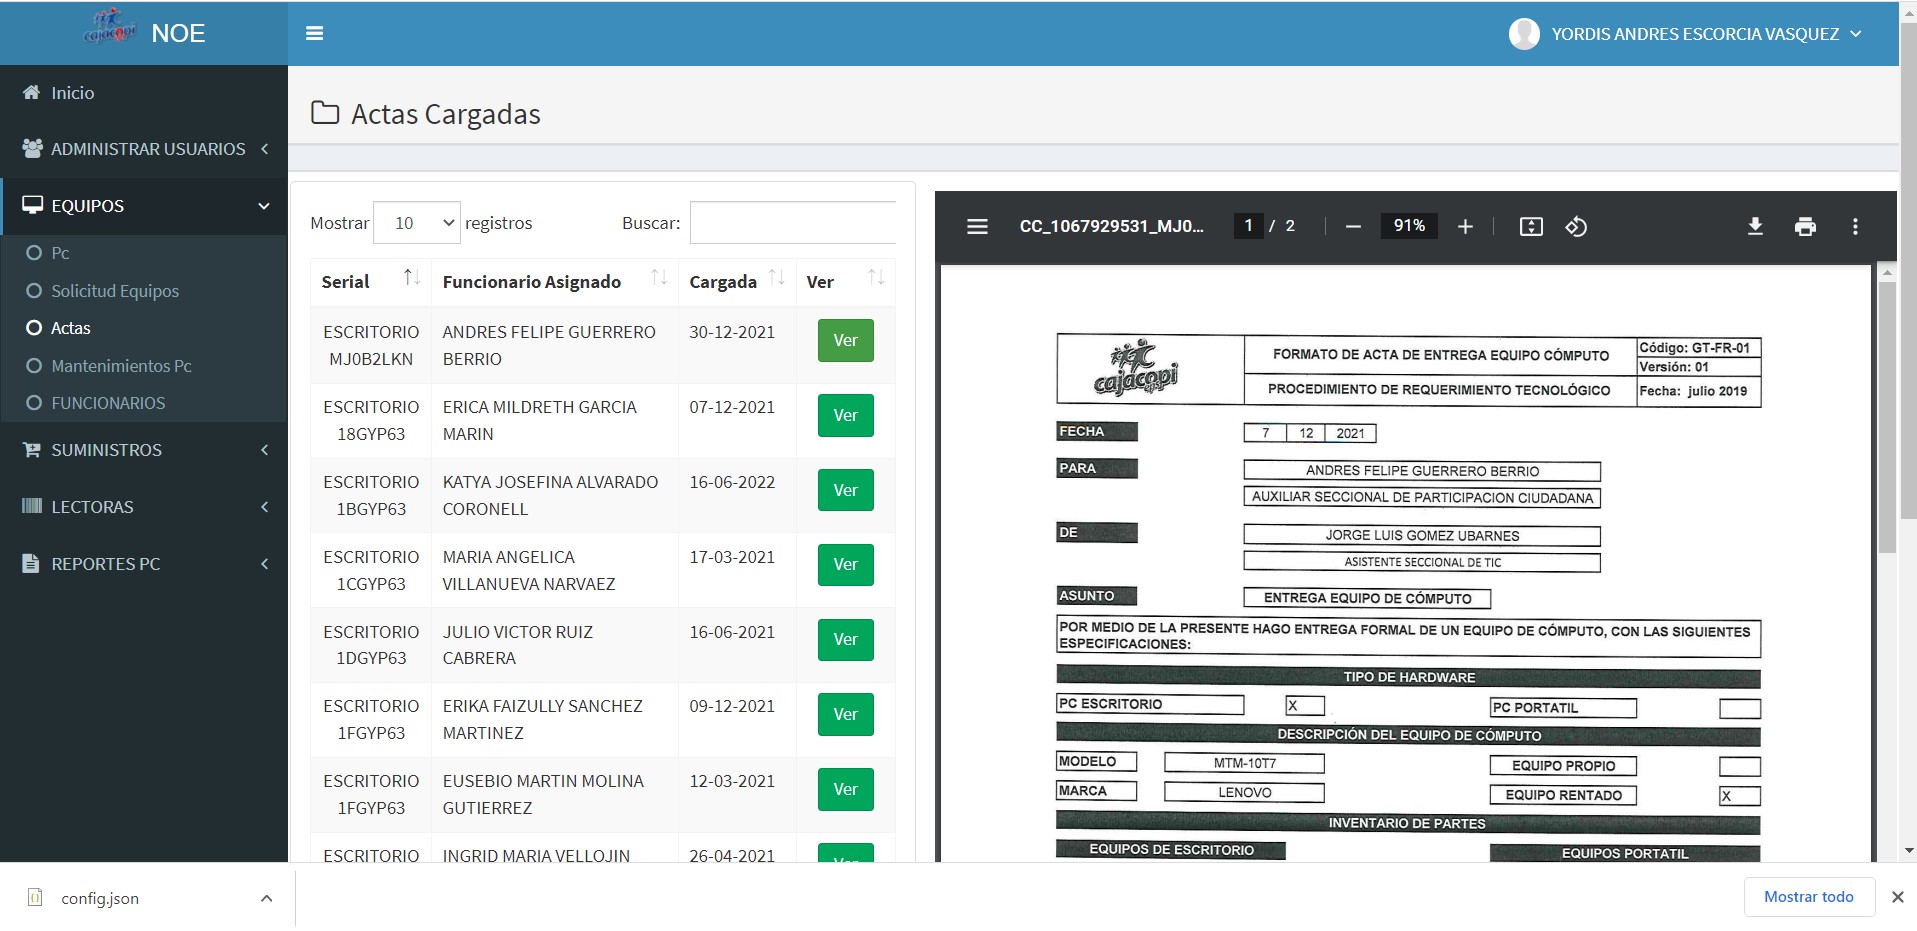 cajacopi NOE
YORDIS ANDRES ESCORCIA VASQUEZ
Inicio
ADMINISTRAR USUARIOS
EQUIPOS
Pc
Solicitud Equipos
Actas
Mantenimientos Pc
FUNCIONARIOS
SUMINISTROS
LECTORAS
REPORTES PC
Actas Cargadas
Mostrar 10 registros Buscar:
Serial Funcionario Asignado Cargada Ver
ESCRITORIO ANDRES FELIPE GUERRERO 30-12-2021 Ver
MJ0B2LKN BERRIO
ESCRITORIO ERICA MILDRETH GARCIA 07-12-2021 Ver
18GYP63 MARIN
ESCRITORIO KATYA JOSEFINA ALVARADO 16-06-2022 Ver
1BGYP63 CORONELL
ESCRITORIO MARIA ANGELICA 17-03-2021 Ver
1CGYP63 VILLANUEVA NARVAEZ
ESCRITORIO JULIO VICTOR RUIZ 16-06-2021 Ver
1DGYP63 CABRERA
ESCRITORIO ERIKA FAIZULLY SANCHEZ 09-12-2021 Ver
1FGYP63 MARTINEZ
ESCRITORIO EUSEBIO MARTIN MOLINA 12-03-2021 Ver
1FGYP63 GUTIERREZ
ESCRITORIO INGRID MARIA VELLOJIN 26-04-2021 Ver
CC_1067929531_MJ0... 1 / 2 91%
cajacopi
FORMATO DE ACTA DE ENTREGA EQUIPO CÓMPUTO
PROCEDIMIENTO DE REQUERIMIENTO TECNOLÓGICO
Código: GT-FR-01
Versión: 01
Fecha: julio 2019
FECHA 7 12 2021
PARA ANDRES FELIPE GUERRERO BERRIO
AUXILIAR SECCIONAL DE PARTICIPACION CIUDADANA
DE JORGE LUIS GOMEZ UBARNES
ASISTENTE SECCIONAL DE TIC
ASUNTO ENTREGA EQUIPO DE CÓMPUTO
POR MEDIO DE LA PRESENTE HAGO ENTREGA FORMAL DE UN EQUIPO DE CÓMPUTO, CON LAS SIGUIENTES
ESPECIFICACIONES:
TIPO DE HARDWARE
PC ESCRITORIO X PC PORTATIL
DESCRIPCIÓN DEL EQUIPO DE CÓMPUTO
MODELO MTM-10T7 EQUIPO PROPIO
MARCA LENOVO EQUIPO RENTADO X
INVENTARIO DE PARTES
EQUIPOS DE ESCRITORIO EQUIPOS PORTATIL
config.json
Mostrar todo